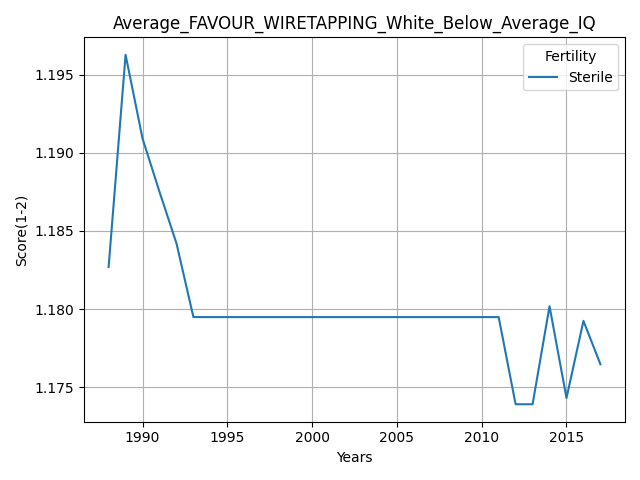 Average_FAVOUR_WIRETAPPING_White_Below_Average_IQ
Fertility
Sterile
1.195
1.190
1.185
1.180
1.175
Score(1-2)
1990 1995 2000 2005 2010 2015
Years